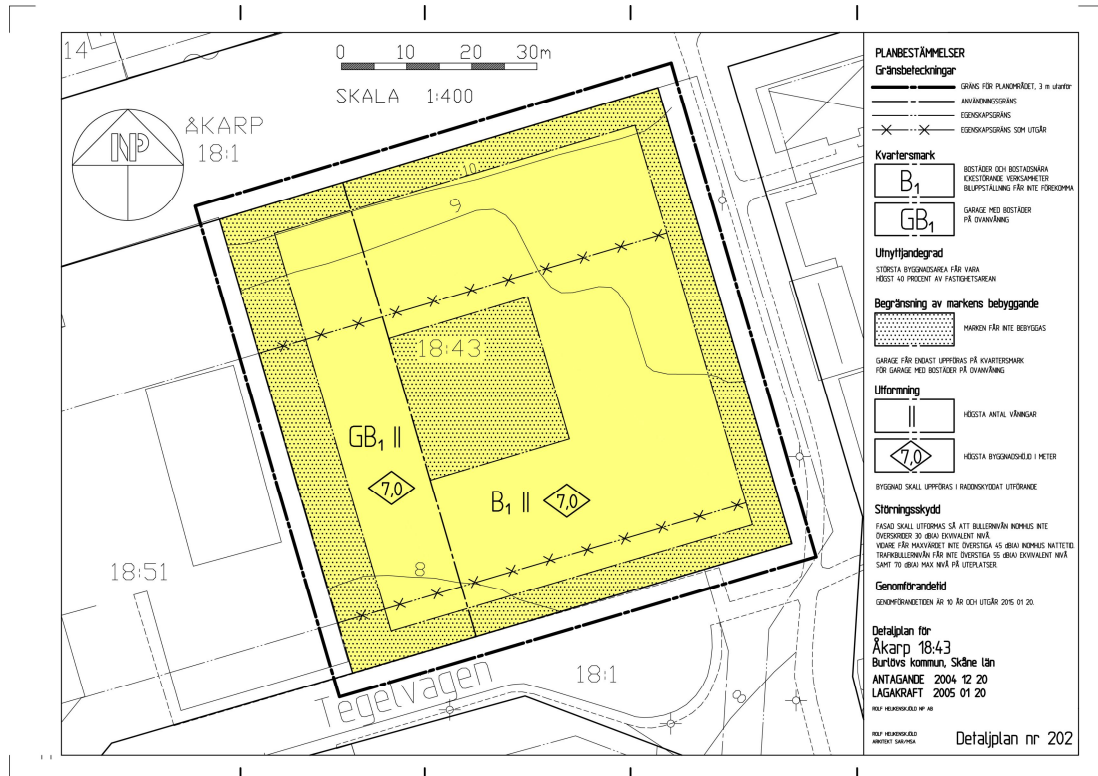 14
0 10 20 30m
SKALA 1:400
NP
ÅKARP
18:1
10
9
18:43
GB₁ II
7,0
B₁ II 7,0
8
18:51
18:1
Tegelvägen
8
PLANBESTÄMMELSER
Gränsbeteckningar
GRÄNS FÖR PLANOMRÅDET, 3 m utanför
ANVÄNDNINGSGRÄNS
EGENSKAPSGRÄNS
EGENSKAPSGRÄNS SOM UTGÅR
Kvartersmark
B₁
BOSTÄDER OCH BOSTADSNÄRA
ICKESTÖRANDE VERKSAMHETER
BILUPPSTÄLLNING FÅR INTE FÖREKOMMA
GB₁
GARAGE MED BOSTÄDER
PÅ OVANVÅNING
Utnyttjandegrad
STÖRSTA BYGGNADSAREA FÅR VARA
HÖGST 40 PROCENT AV FASTIGHETSAREAN
Begränsning av markens bebyggande
MARKEN FÅR INTE BEBYGGAS
GARAGE FÅR ENDAST UPPFÖRAS PÅ KVARTERSMARK
FÖR GARAGE MED BOSTÄDER PÅ OVANVÅNING
Utformning
II
HÖGSTA ANTAL VÅNINGAR
7,0
HÖGSTA BYGGNADSHÖJD I METER
BYGGNAD SKALL UPPFÖRAS I RADONSKYDDAT UTFÖRANDE
Störningsskydd
FASAD SKALL UTFORMAS SÅ ATT BULLERNIVÅN INOMHUS INTE
ÖVERSKRIDER 30 dB(A) EKVIVALENT NIVÅ.
VIDARE FÅR MAXVÄRDET INTE ÖVERSTIGA 45 dB(A) INOMHUS NATTETID.
TRAFIKBULLERNIVÅN FÅR INTE ÖVERSTIGA 55 dB(A) EKVIVALENT NIVÅ
SAMT 70 dB(A) MAX NIVÅ PÅ UTEPLATSER.
Genomförandetid
GENOMFÖRANDETIDEN ÄR 10 ÅR OCH UTGÅR 2015 01 20.
Detaljplan för
Åkarp 18:43
Burlövs kommun, Skåne län
ANTAGANDE 2004 12 20
LAGAKRAFT 2005 01 20
ROLF HEIJKENSKJÖLD NP AB
ROLF HEIJKENSKJÖLD
ARKITEKT SAR/MSA
Detaljplan nr 202